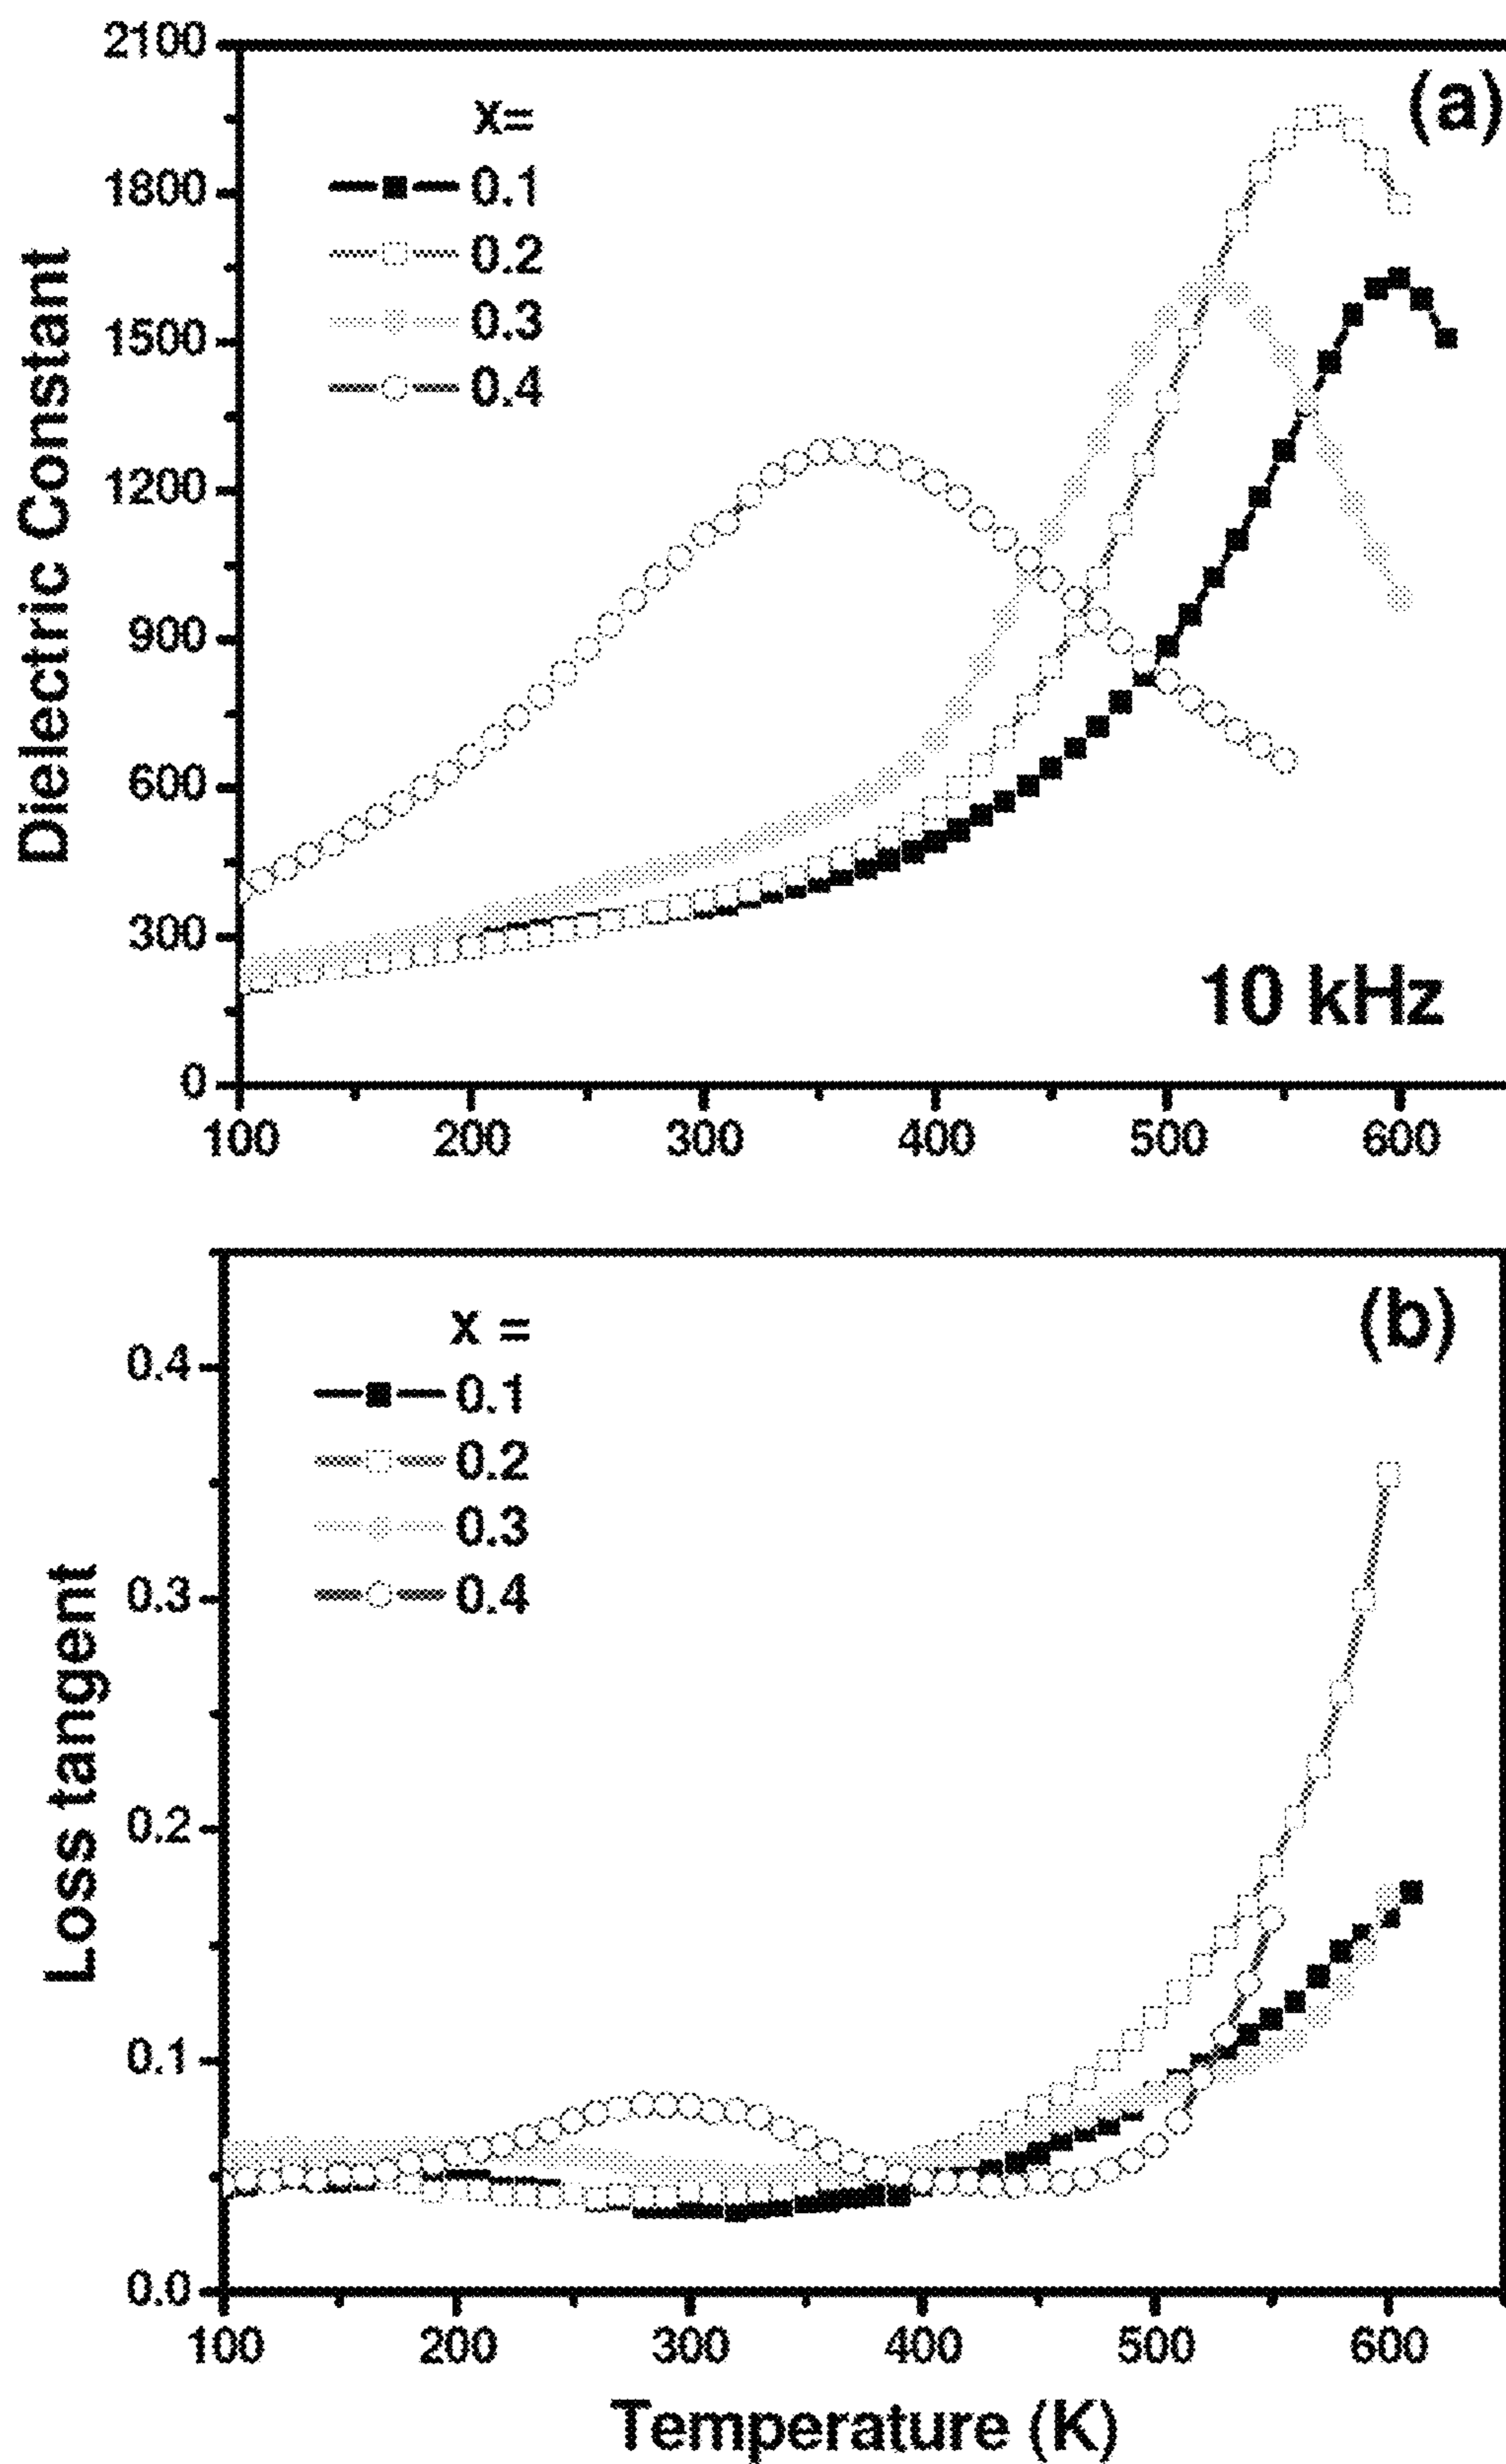 2100
(a)
x=
1800
0.1
0.2
1500
0.3
0.4
1200
Dielectric Constant
900
600
300
10 kHz
0
100 200 300 400 500 600
(b)
x =
0.4
0.1
0.2
0.3
0.3
0.4
Loss tangent
0.2
0.1
0.0
100 200 300 400 500 600
Temperature (K)